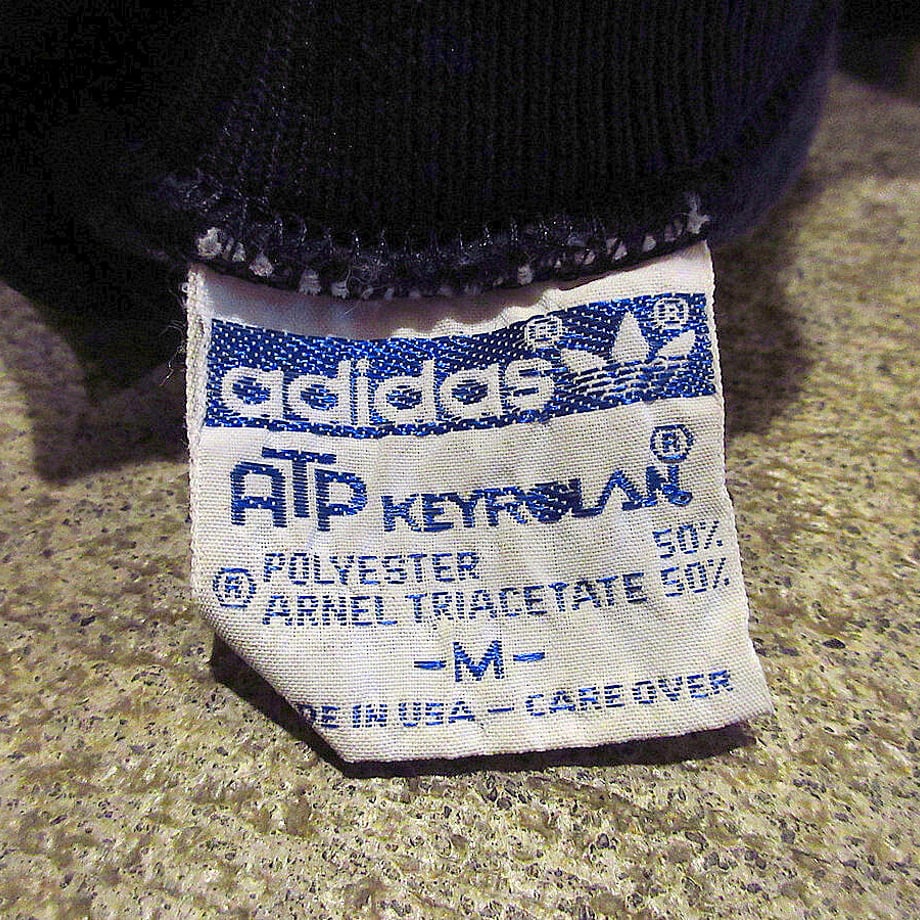 adidas® ®
ATP KEYROLAN®
POLYESTER 50%
® ARNEL TRIACETATE 50%
-M-
DE IN USA - CARE OVER